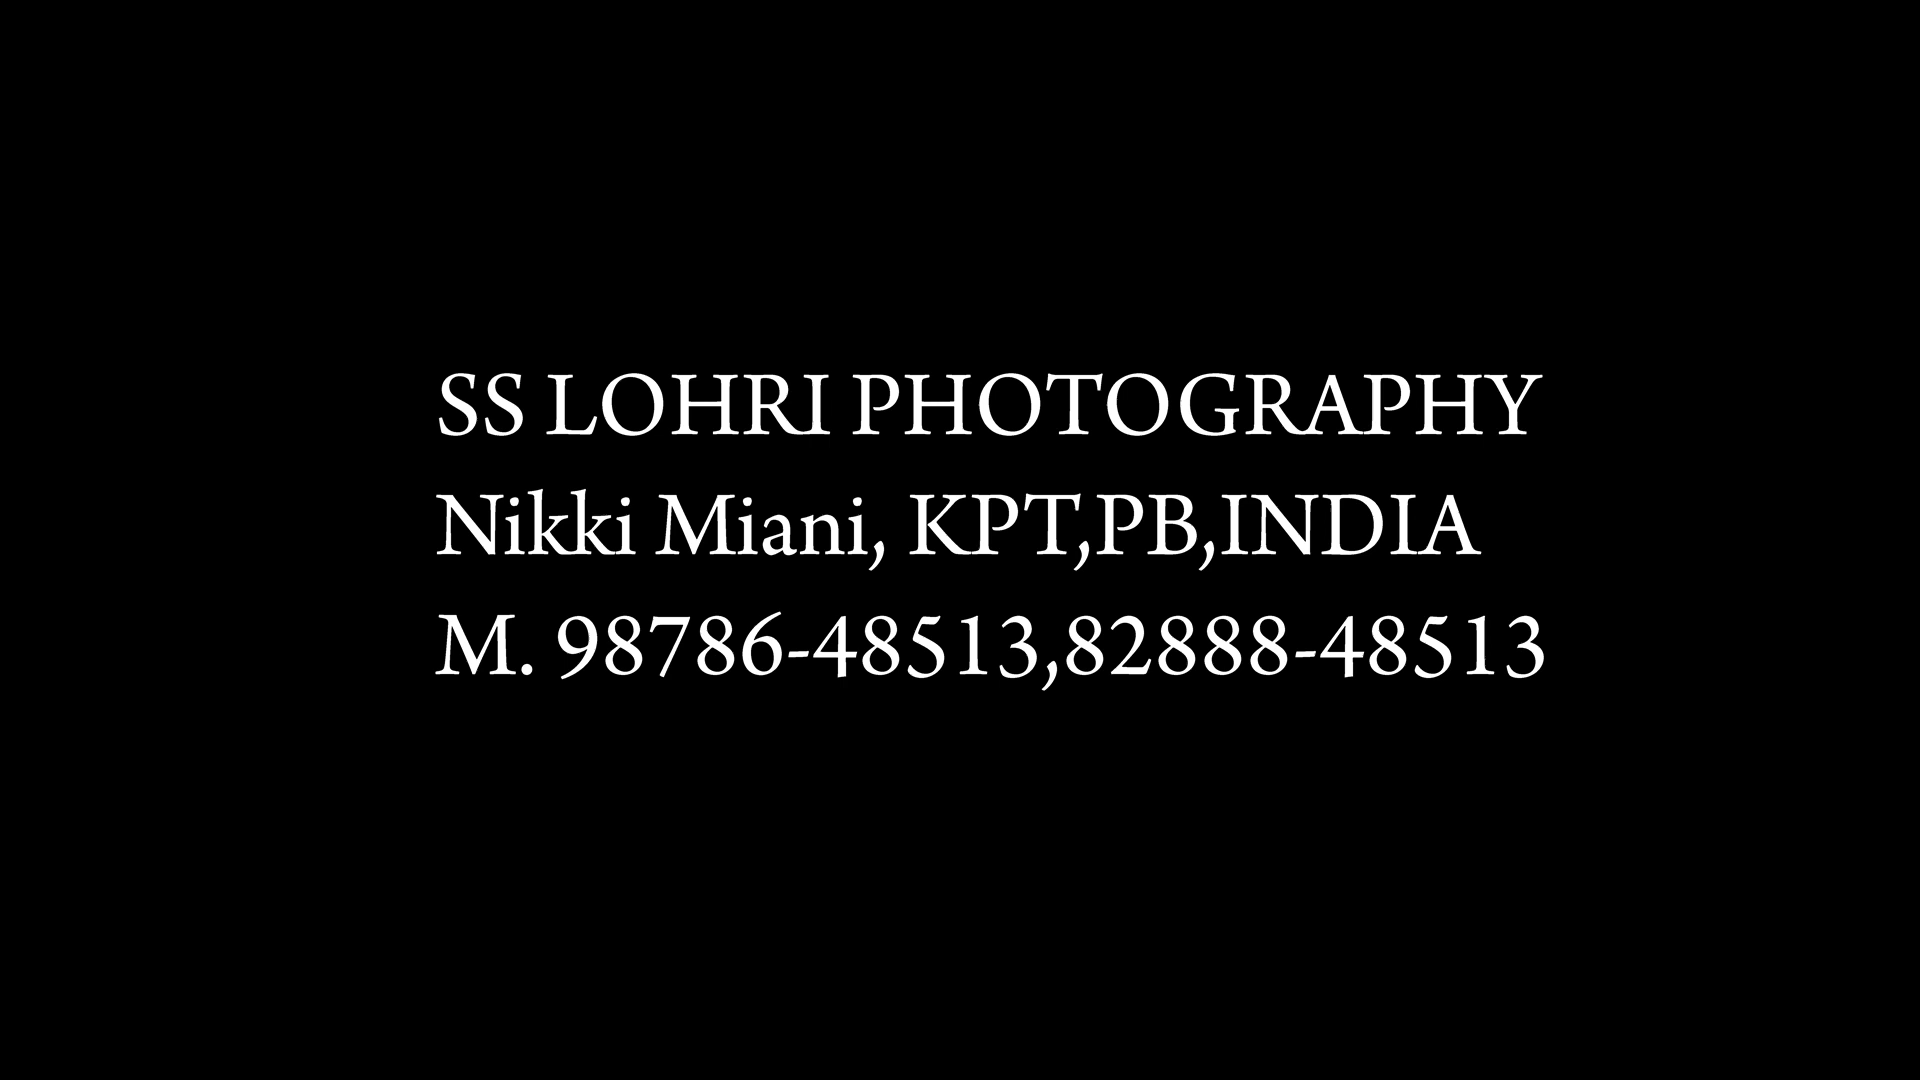 SS LOHRI PHOTOGRAPHY
Nikki Miani, KPT,PB,INDIA
M. 98786-48513,82888-48513